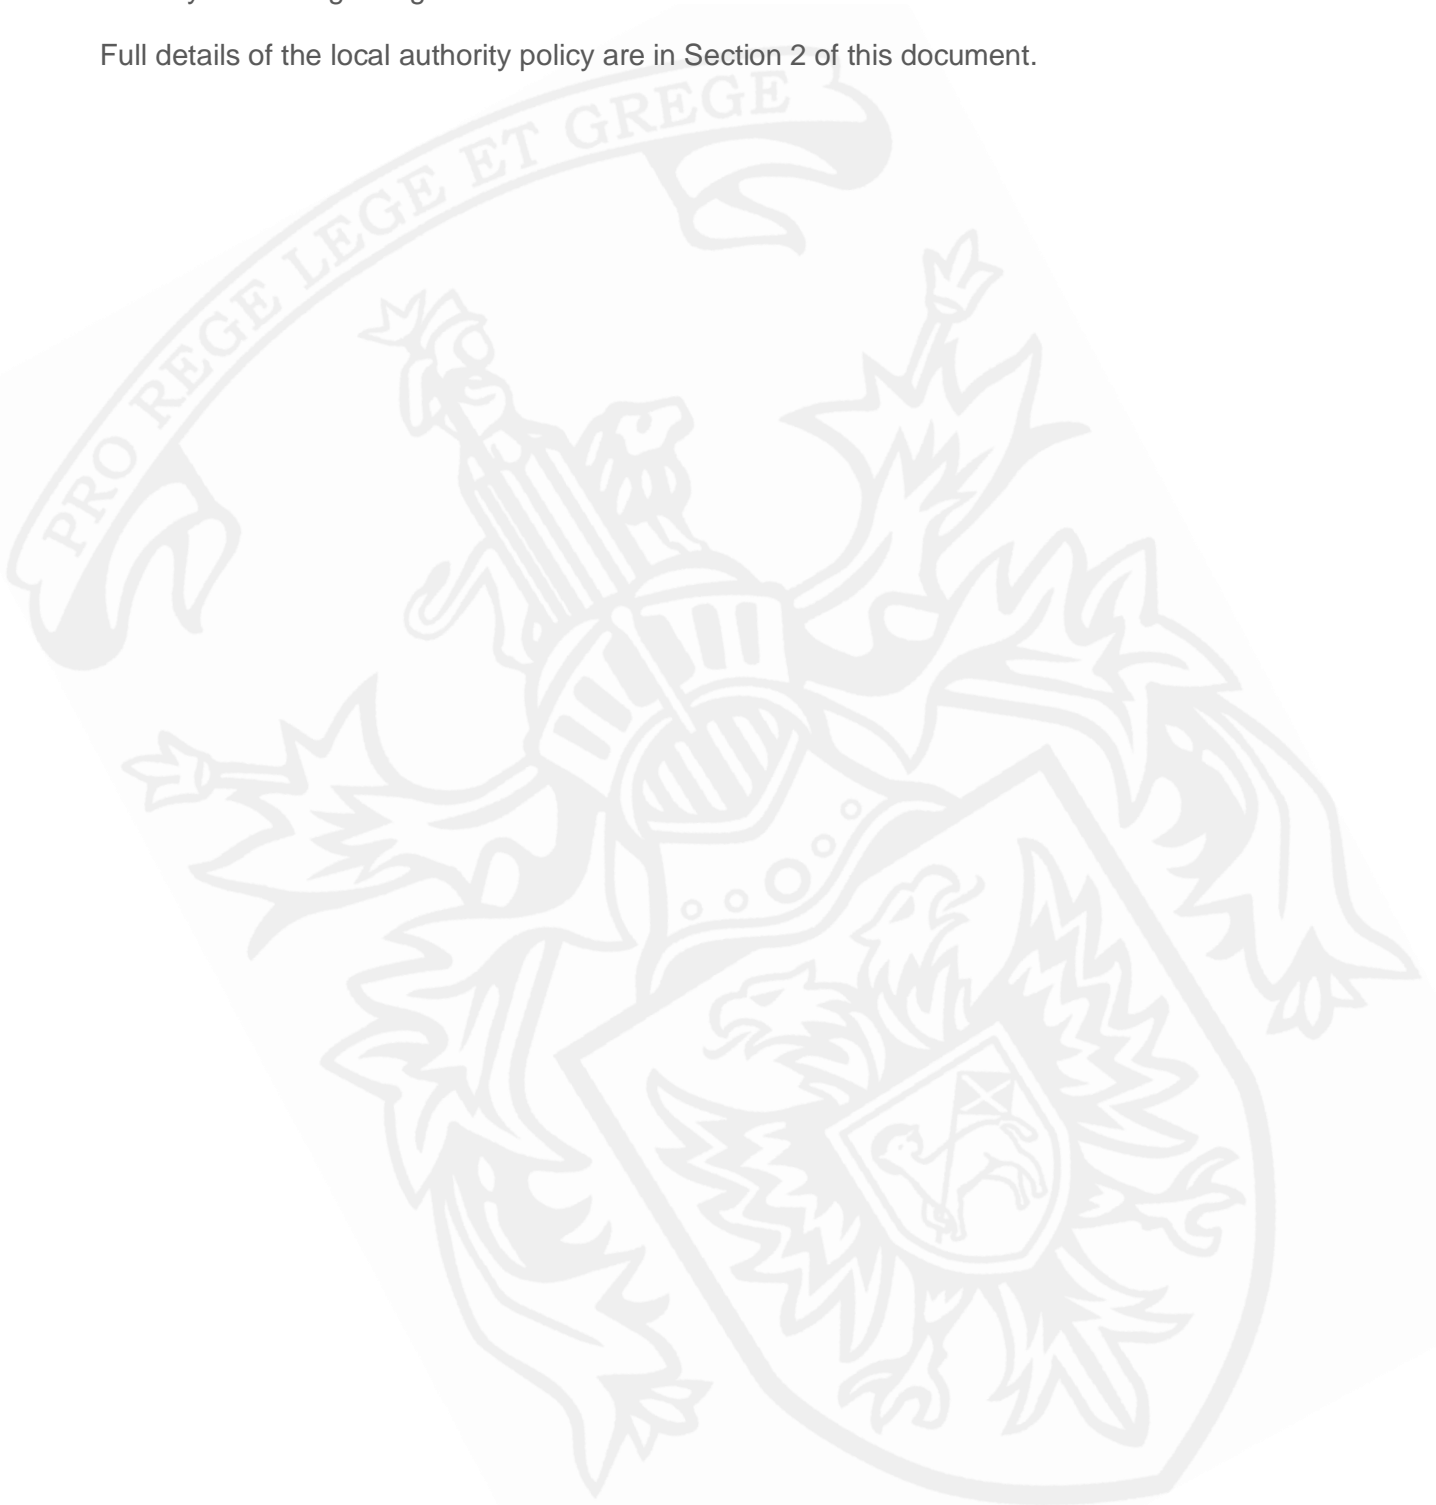 Full details of the local authority policy are in Section 2 of this document.
PRO REGE LEGE ET GREGE